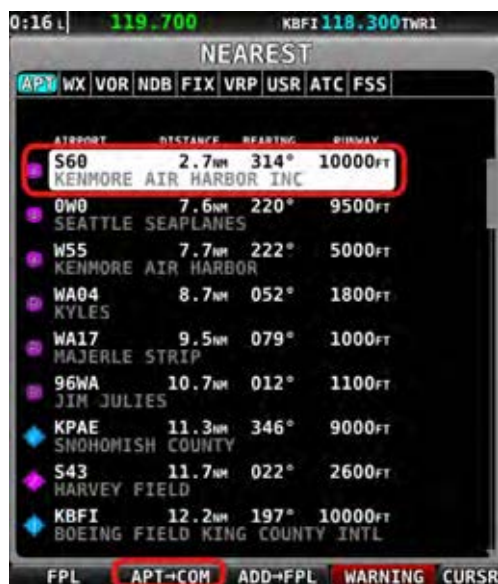 0:16 L 119.700 KBFI 118.300 TWR1
NEAREST
APT WX VOR NDB FIX VRP USR ATC FSS
AIRPORT DISTANCE BEARING RUNWAY
S60 2.7NM 314° 10000FT
KENMORE AIR HARBOR INC
0W0 7.6NM 220° 9500FT
SEATTLE SEAPLANES
W55 7.7NM 222° 5000FT
KENMORE AIR HARBOR
WA04 8.7NM 052° 1800FT
KYLES
WA17 9.5NM 079° 1000FT
MAJERLE STRIP
96WA 10.7NM 012° 1100FT
JIM JULIES
KPAE 11.3NM 346° 9000FT
SNOHOMISH COUNTY
S43 11.7NM 022° 2600FT
HARVEY FIELD
KBFI 12.2NM 197° 10000FT
BOEING FIELD KING COUNTY INTL
FPL APT→COM ADD→FPL WARNING CURSR